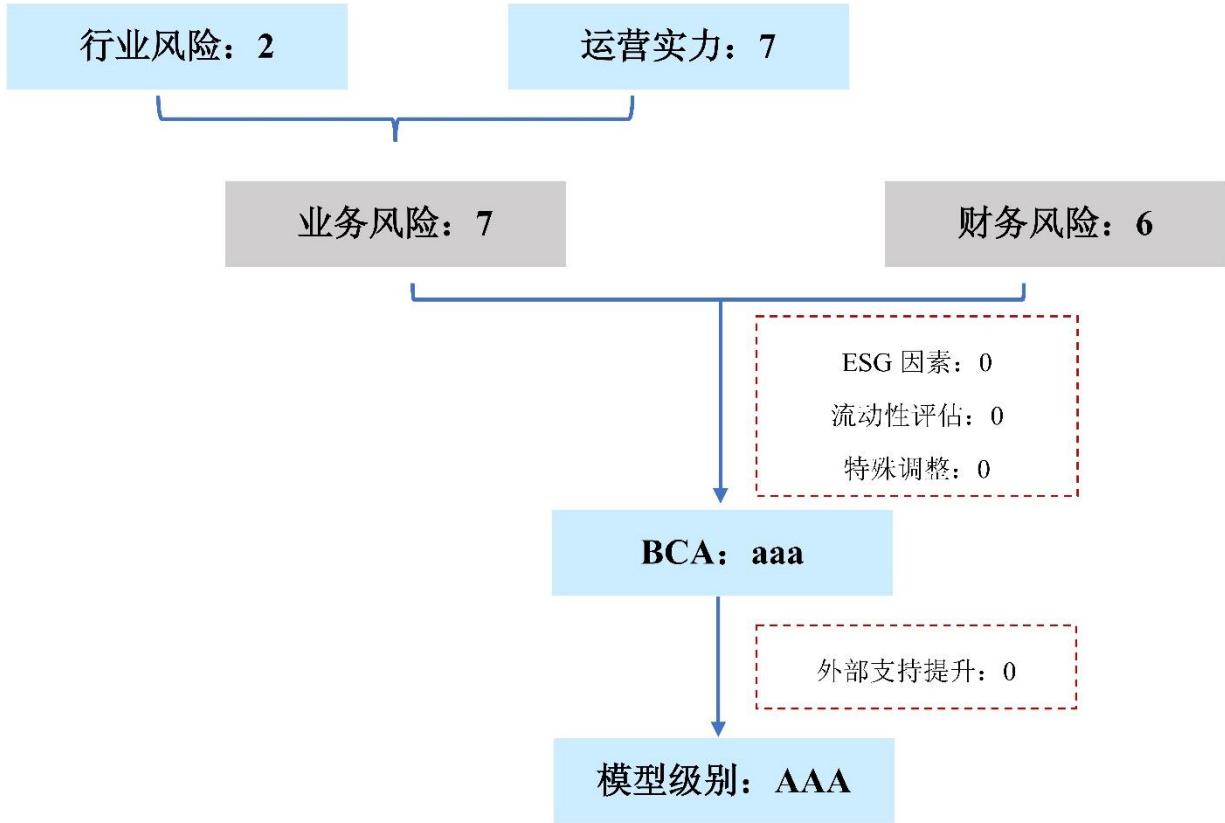 行业风险：2
运营实力：7
业务风险：7
财务风险：6
ESG 因素：0
流动性评估：0
特殊调整：0
BCA：aaa
外部支持提升：0
模型级别：AAA